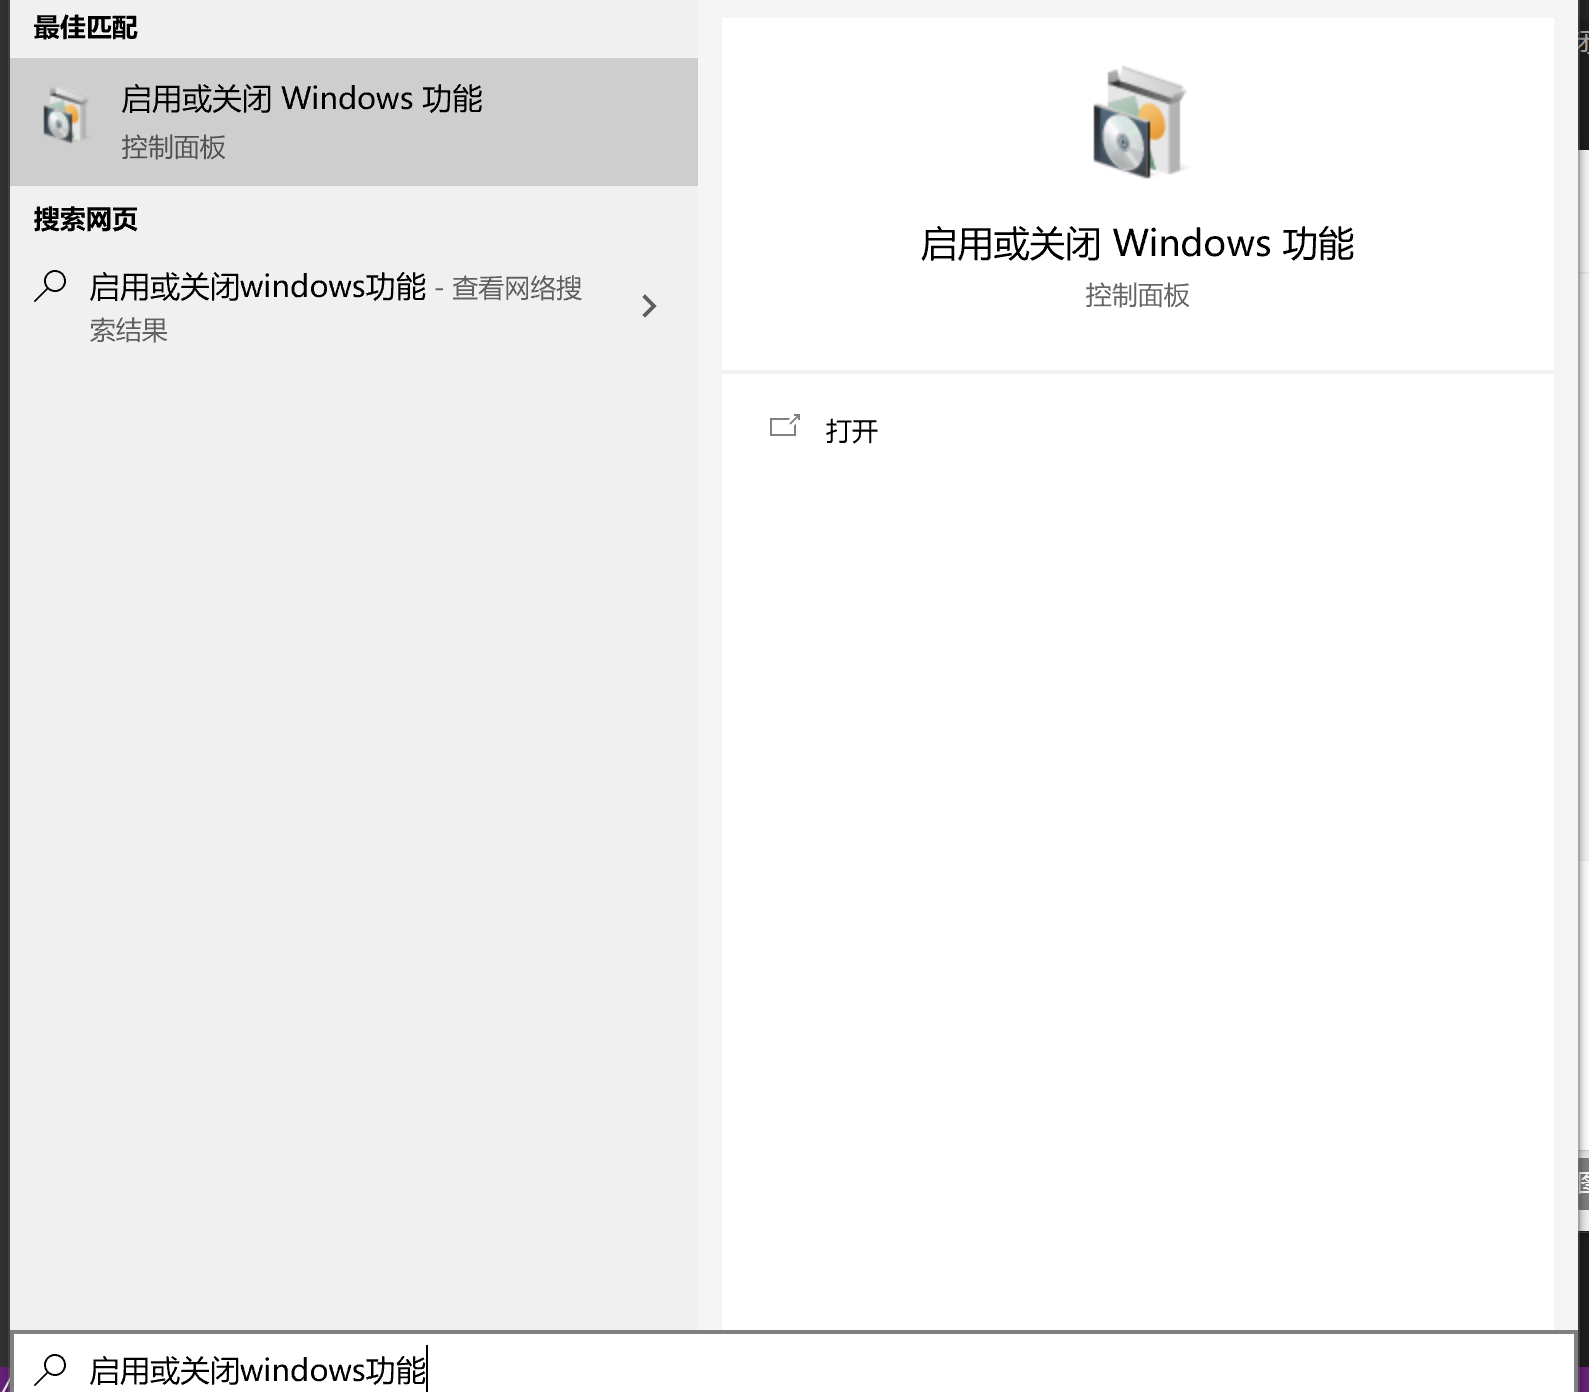 最佳匹配
启用或关闭 Windows 功能
控制面板
搜索网页
启用或关闭windows功能 - 查看网络搜
索结果
启用或关闭 Windows 功能
控制面板
打开
启用或关闭windows功能